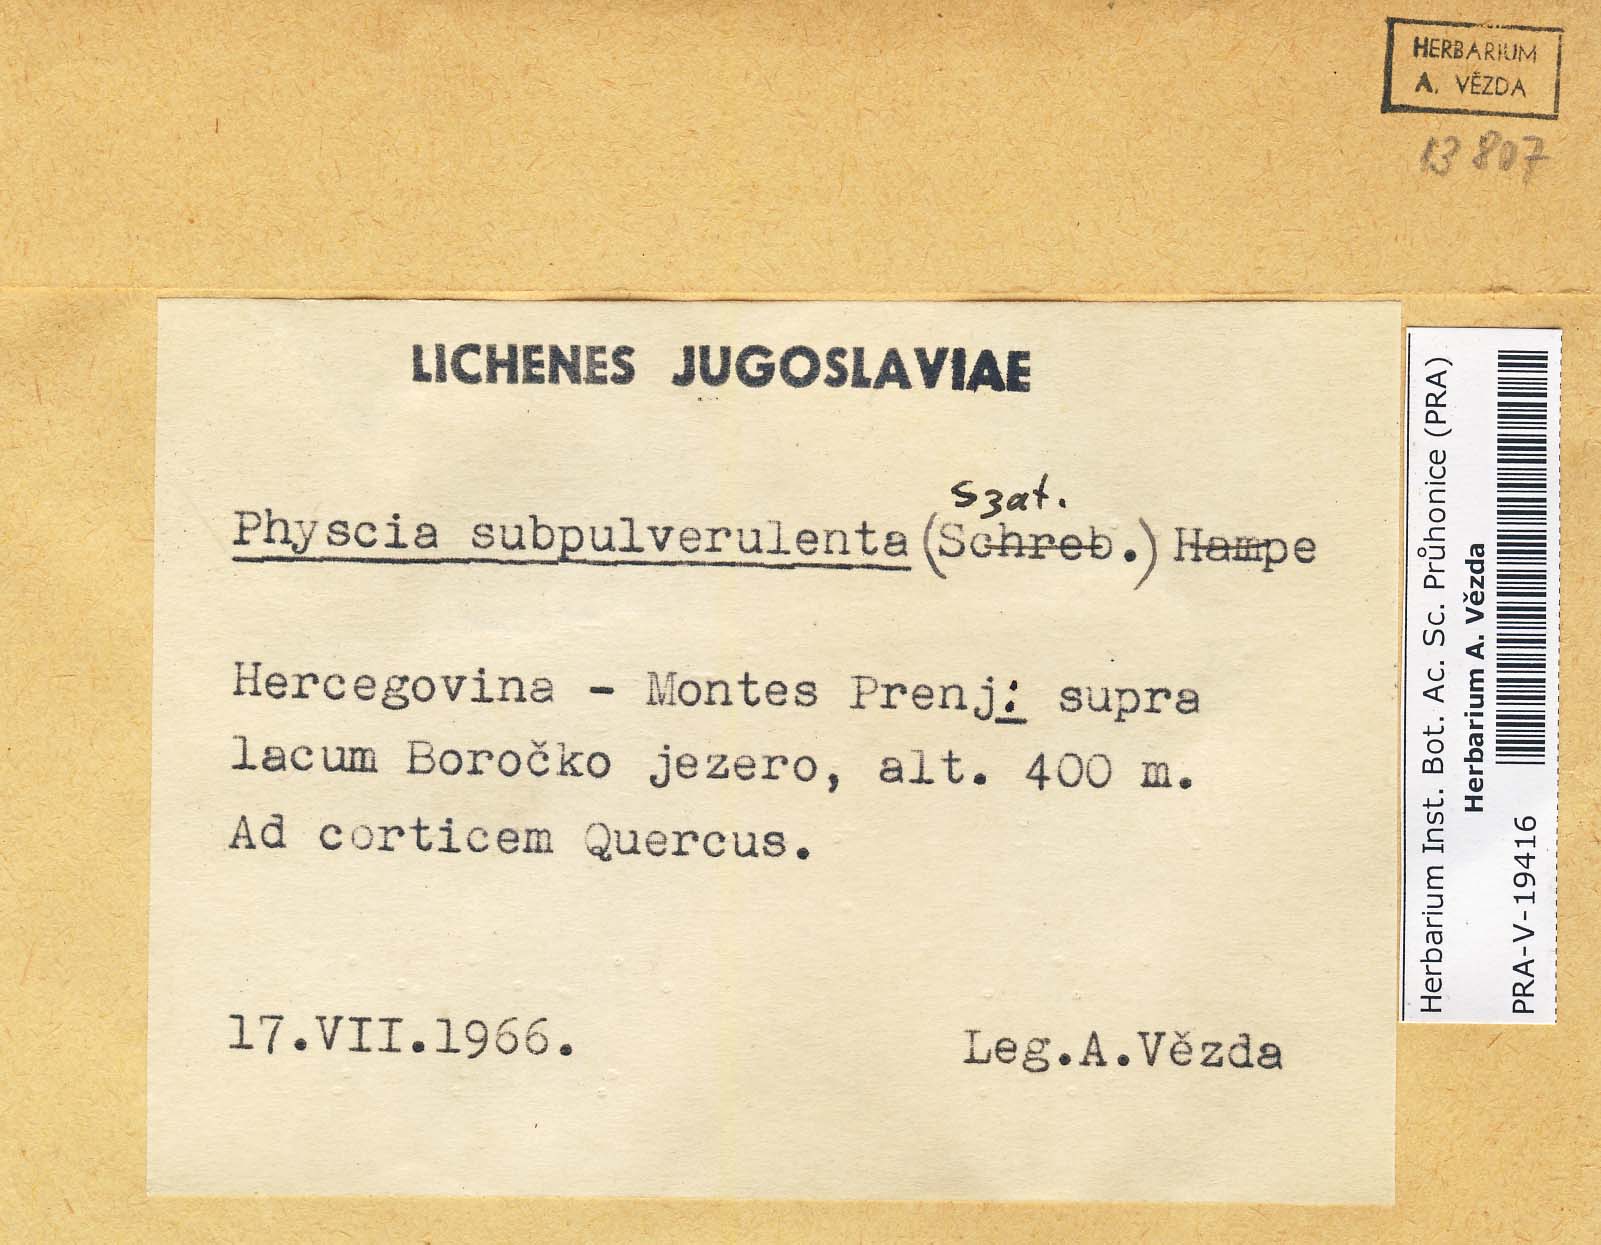 HERBARIUM
A. VĚZDA
13 807
LICHENES JUGOSLAVIAE
Szat.
Physcia subpulverulenta (Schreb.) Hampe
Hercegovina - Montes Prenj: supra
lacum Boročko jezero, alt. 400 m.
Ad corticem Quercus.
17.VII.1966.
Leg.A.Vězda
Herbarium Inst. Bot. Ac. Sc. Průhonice (PRA)
Herbarium A. Vězda
PRA-V-19416